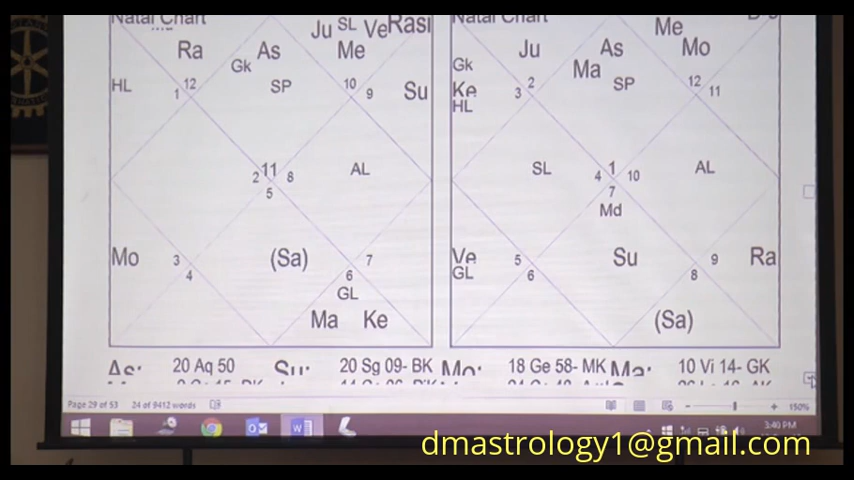 Natal Chart
Rasi
Ju SL Ve
Ra
Gk
As
Me
HL
1
12
SP
10
9
Su
2
11
8
AL
5
Mo
3
4
(Sa)
7
6
GL
Ma Ke
Natal Chart
Me
Gk
Ju
As
Mo
Ma
Ke
HL
3
2
SP
12
11
SL
4
1
10
AL
7
Md
Ve
GL
5
6
Su
9
8
Ra
(Sa)
As: 20 Aq 50 Su: 20 Sg 09- BK Mo: 18 Ge 58- MK Ma: 10 Vi 14- GK
Page 29 of 53 24 of 9412 words
150%
3:40 PM
dmastrology1@gmail.com